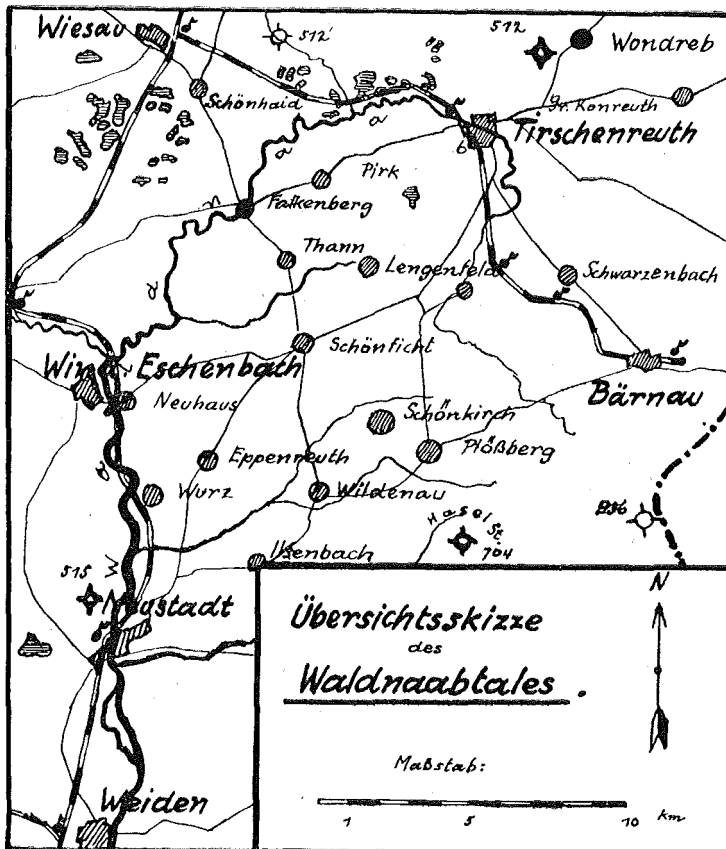 Wiesau
512
512
Wondreb
Schönhaid
Gr. Konreuth
Tirschenreuth
Pirk
Falkenberg
Thann
Lengenfeld
Schwarzenbach
Schönficht
Win. Eschenbach
Neuhaus
Bärnau
Schönkirch
Plößberg
Eppenreuth
Wurz
Wildenau
Hasel St.
704
Ilsenbach
515
Neustadt
Weiden
W a l d n a a b
Übersichtsskizze
des
Waldnaabtales.
N
Maßstab:
1 5 10 km